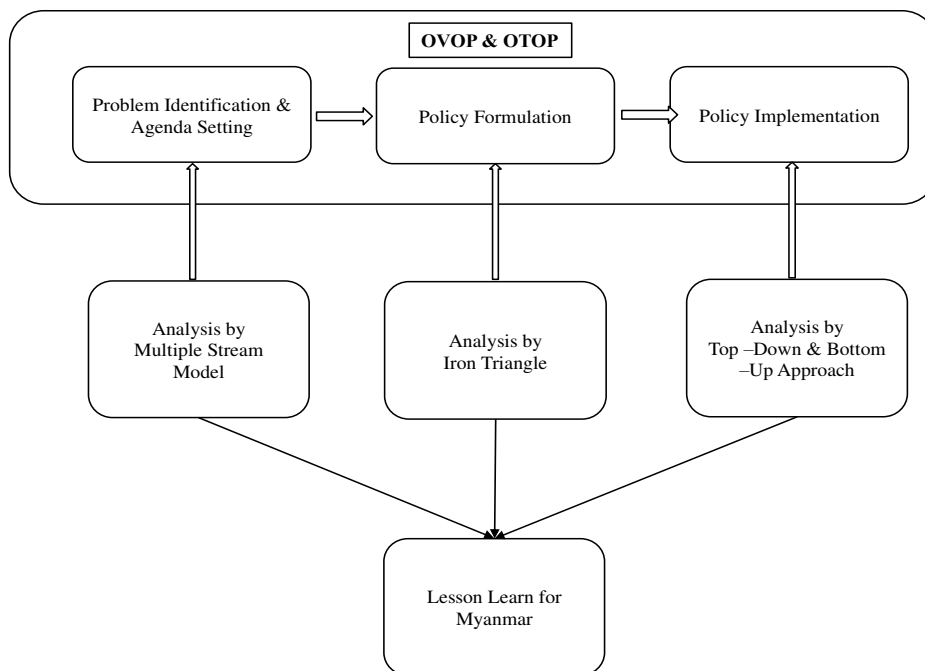 OVOP & OTOP
Problem Identification &
Agenda Setting
Policy Formulation
Policy Implementation
Analysis by
Multiple Stream
Model
Analysis by
Iron Triangle
Analysis by
Top –Down & Bottom
–Up Approach
Lesson Learn for
Myanmar